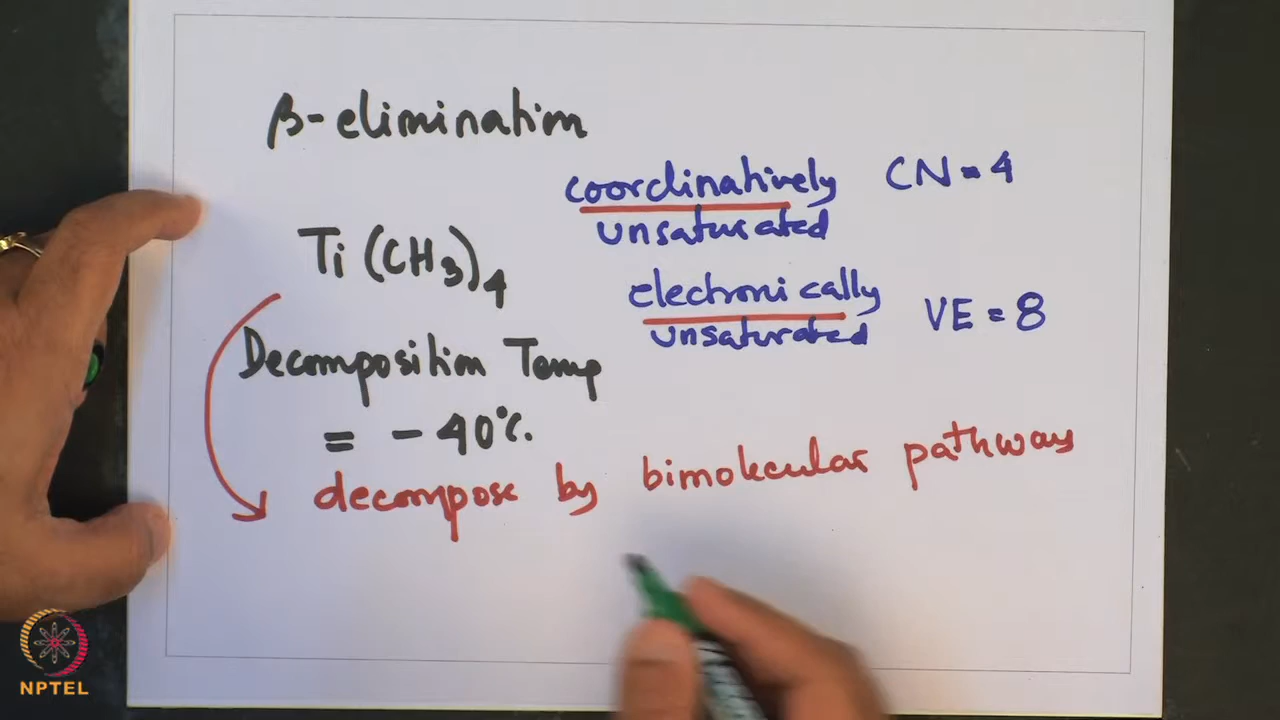 β-elimination
coordinatively CN = 4
unsaturated
Ti(CH₃)₄
electronically VE = 8
unsaturated
Decomposition Temp
= - 40°C.
decompose by bimolecular pathways
NPTEL